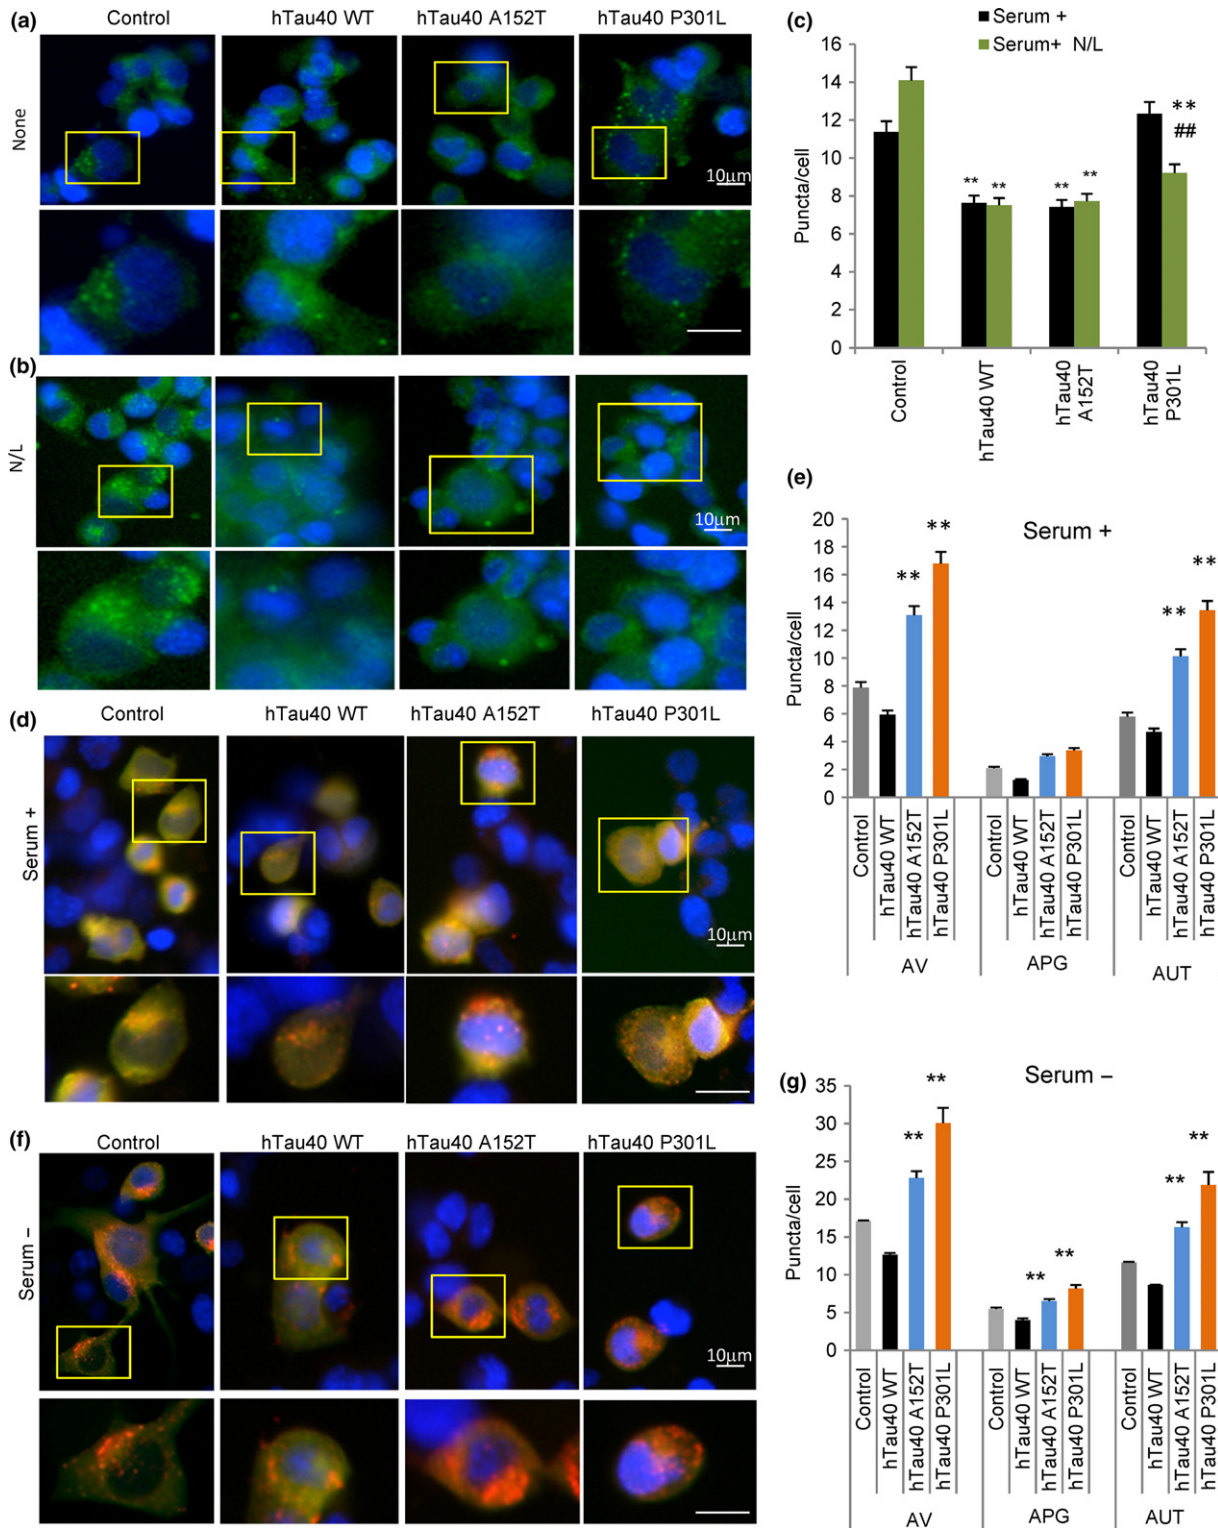 (a)
Control
hTau40 WT
hTau40 A152T
hTau40 P301L
None
10μm
(b)
N/L
10μm
(c)
Serum +
Serum+ N/L
Puncta/cell
16
14
12
10
8
6
4
2
0
**
**
**
**
**
##
Control
hTau40 WT
hTau40 A152T
hTau40 P301L
(d)
Control
hTau40 WT
hTau40 A152T
hTau40 P301L
Serum +
10μm
(e)
Serum +
Puncta/cell
20
18
16
14
12
10
8
6
4
2
0
**
**
**
**
Control
hTau40 WT
hTau40 A152T
hTau40 P301L
Control
hTau40 WT
hTau40 A152T
hTau40 P301L
Control
hTau40 WT
hTau40 A152T
hTau40 P301L
AV
APG
AUT
(f)
Control
hTau40 WT
hTau40 A152T
hTau40 P301L
Serum –
10μm
(g)
Serum –
Puncta/cell
35
30
25
20
15
10
5
0
**
**
**
**
**
**
Control
hTau40 WT
hTau40 A152T
hTau40 P301L
Control
hTau40 WT
hTau40 A152T
hTau40 P301L
Control
hTau40 WT
hTau40 A152T
hTau40 P301L
AV
APG
AUT